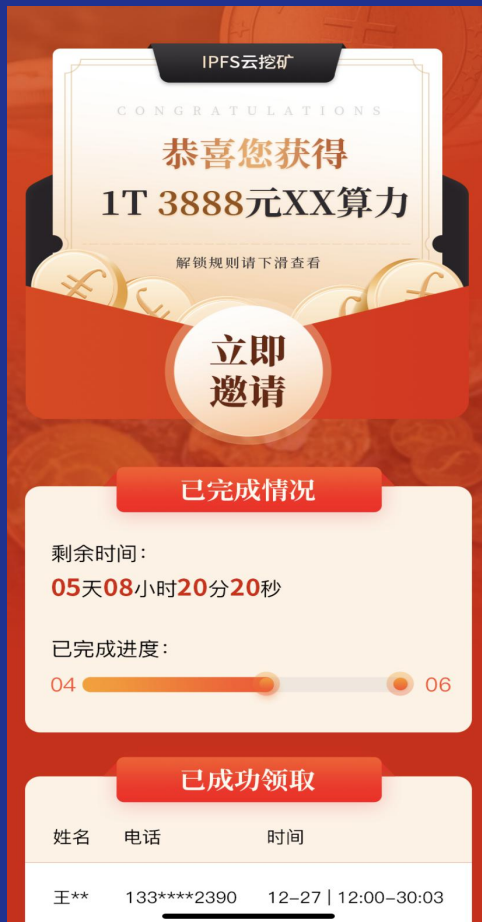 IPFS云挖矿
CONGRATULATIONS
恭喜您获得
1T 3888元XX算力
解锁规则请下滑查看
立即
邀请
已完成情况
剩余时间：
05天08小时20分20秒
已完成进度：
04 06
已成功领取
姓名 电话 时间
王** 133****2390 12-27 | 12:00-30:03